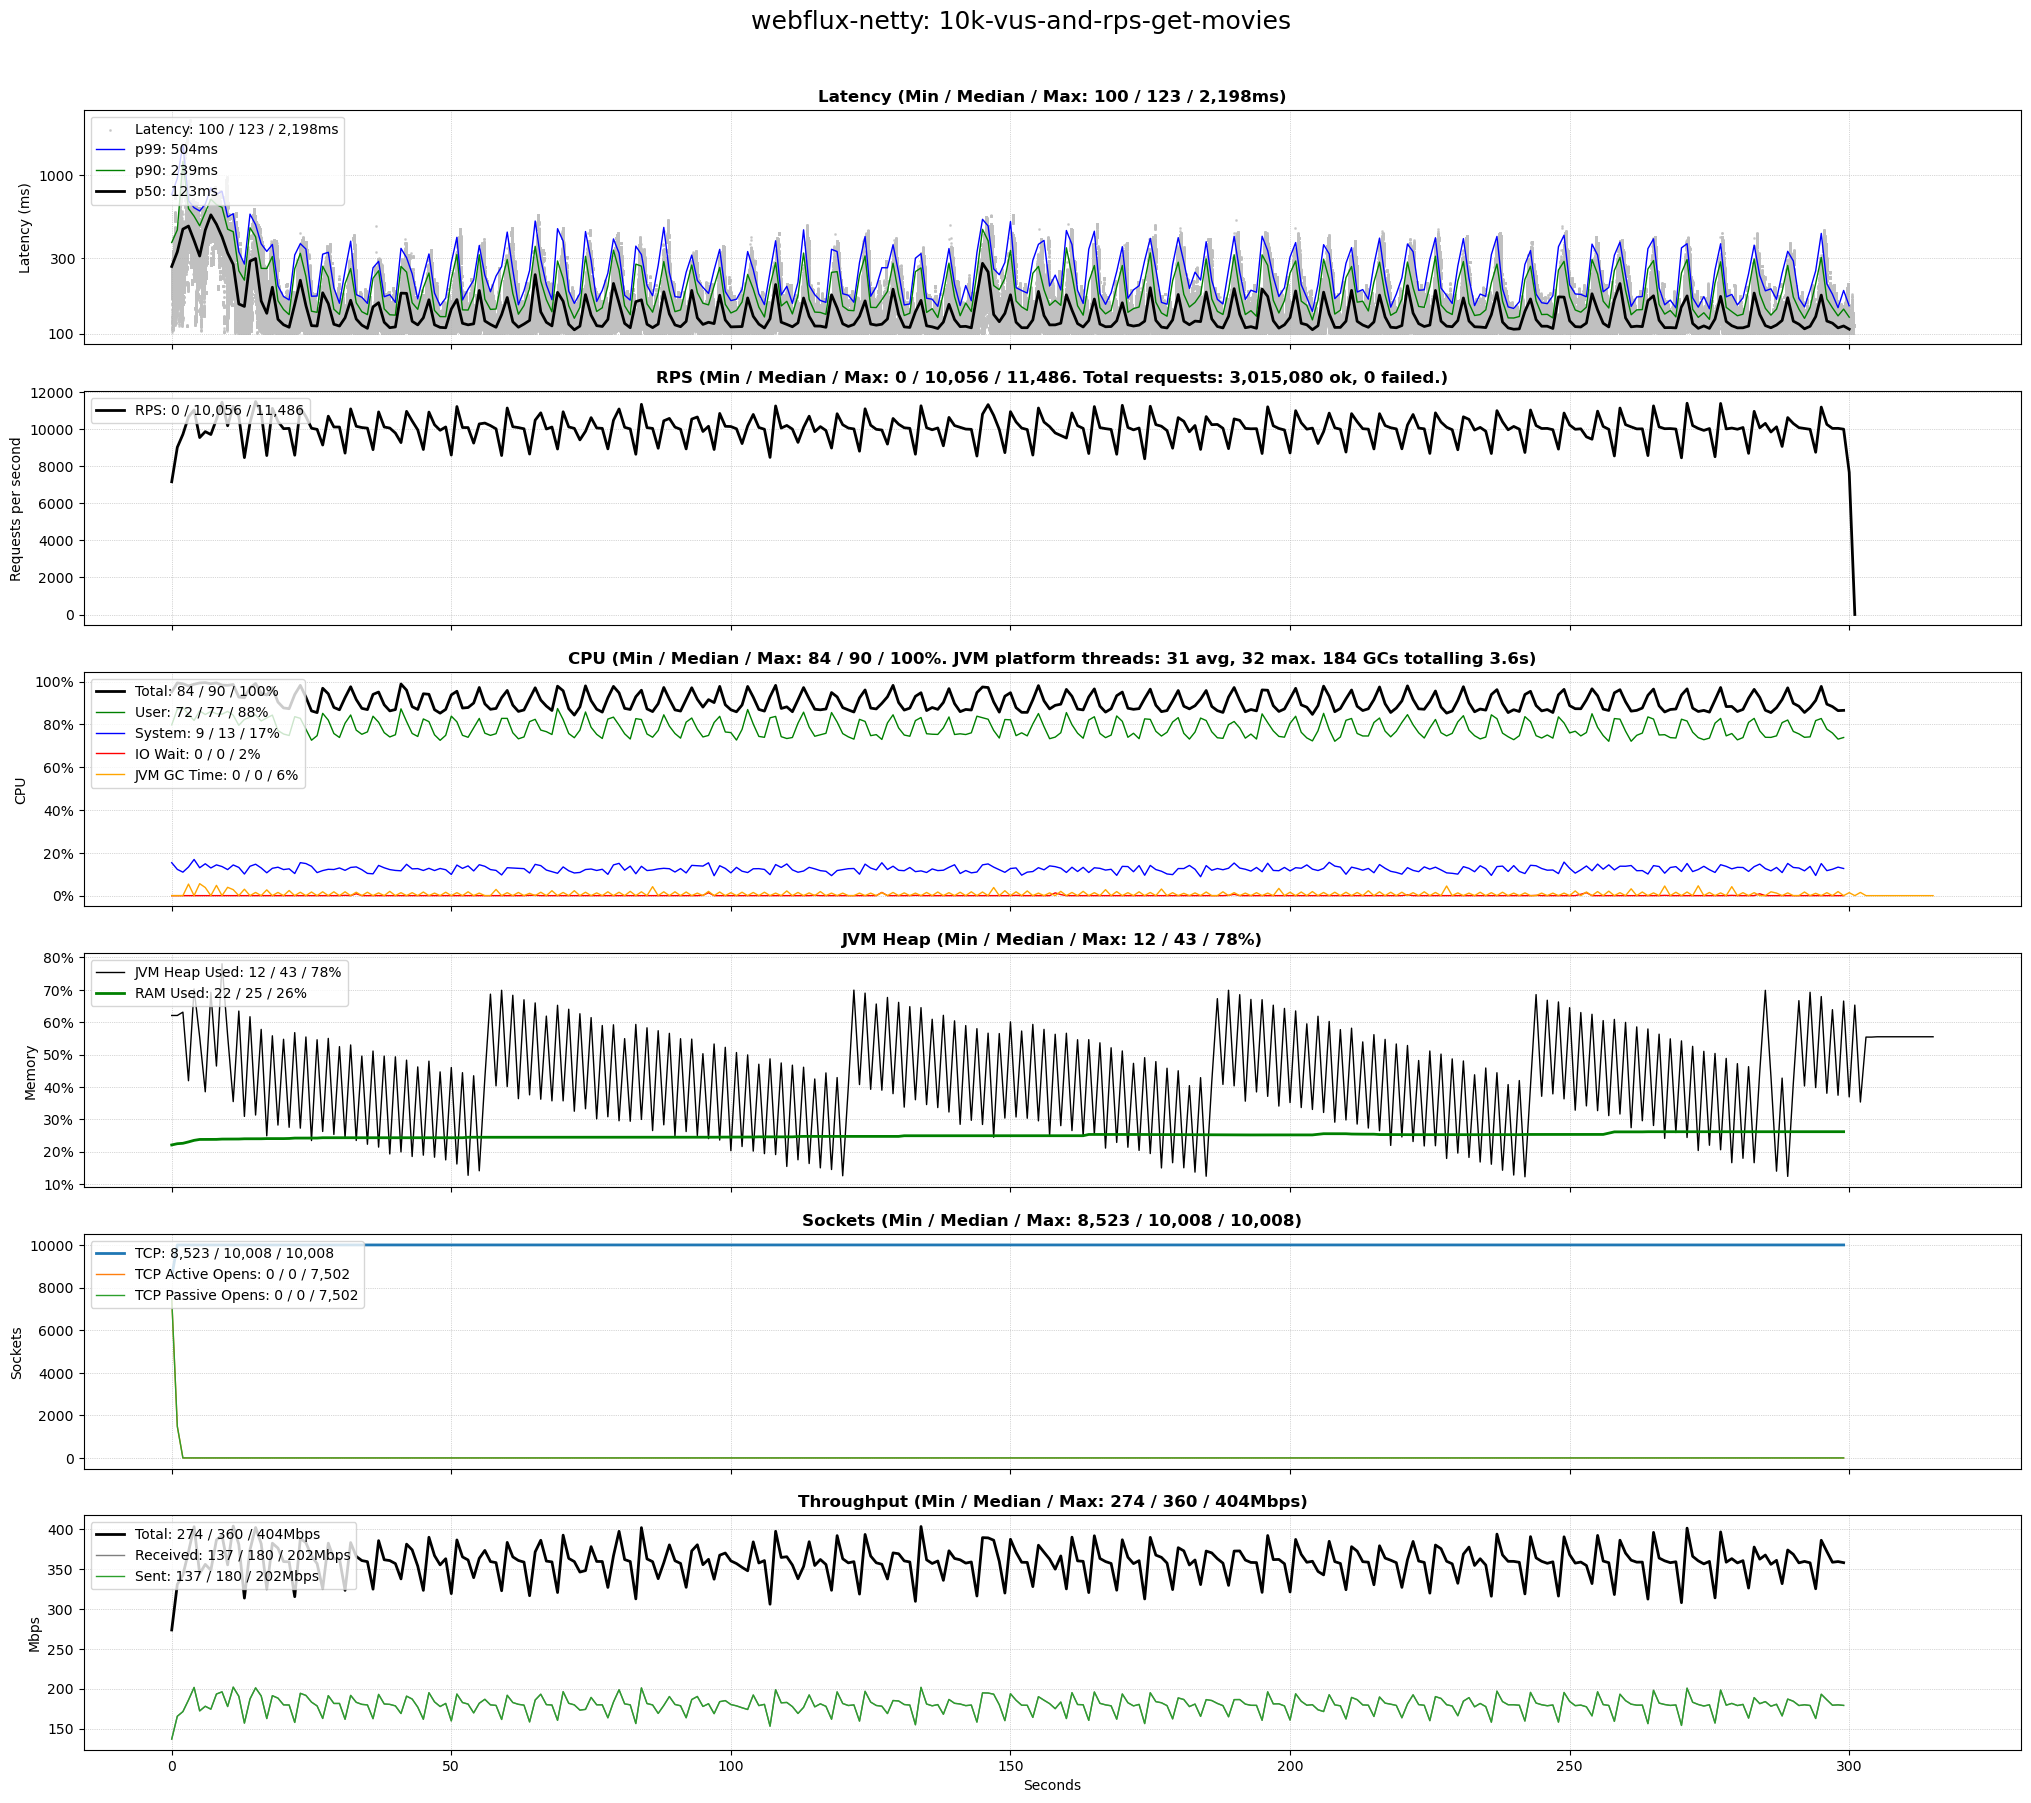 webflux-netty: 10k-vus-and-rps-get-movies
Latency (Min / Median / Max: 100 / 123 / 2,198ms)
Latency: 100 / 123 / 2,198ms
p99: 504ms
p90: 239ms
p50: 123ms
Latency (ms)
1000
300
100
RPS (Min / Median / Max: 0 / 10,056 / 11,486. Total requests: 3,015,080 ok, 0 failed.)
RPS: 0 / 10,056 / 11,486
Requests per second
12000
10000
8000
6000
4000
2000
0
CPU (Min / Median / Max: 84 / 90 / 100%. JVM platform threads: 31 avg, 32 max. 184 GCs totalling 3.6s)
Total: 84 / 90 / 100%
User: 72 / 77 / 88%
System: 9 / 13 / 17%
IO Wait: 0 / 0 / 2%
JVM GC Time: 0 / 0 / 6%
CPU
100%
80%
60%
40%
20%
0%
JVM Heap (Min / Median / Max: 12 / 43 / 78%)
JVM Heap Used: 12 / 43 / 78%
RAM Used: 22 / 25 / 26%
Memory
80%
70%
60%
50%
40%
30%
20%
10%
Sockets (Min / Median / Max: 8,523 / 10,008 / 10,008)
TCP: 8,523 / 10,008 / 10,008
TCP Active Opens: 0 / 0 / 7,502
TCP Passive Opens: 0 / 0 / 7,502
Sockets
10000
8000
6000
4000
2000
0
Throughput (Min / Median / Max: 274 / 360 / 404Mbps)
Total: 274 / 360 / 404Mbps
Received: 137 / 180 / 202Mbps
Sent: 137 / 180 / 202Mbps
Mbps
400
350
300
250
200
150
0 50 100 150 200 250 300
Seconds